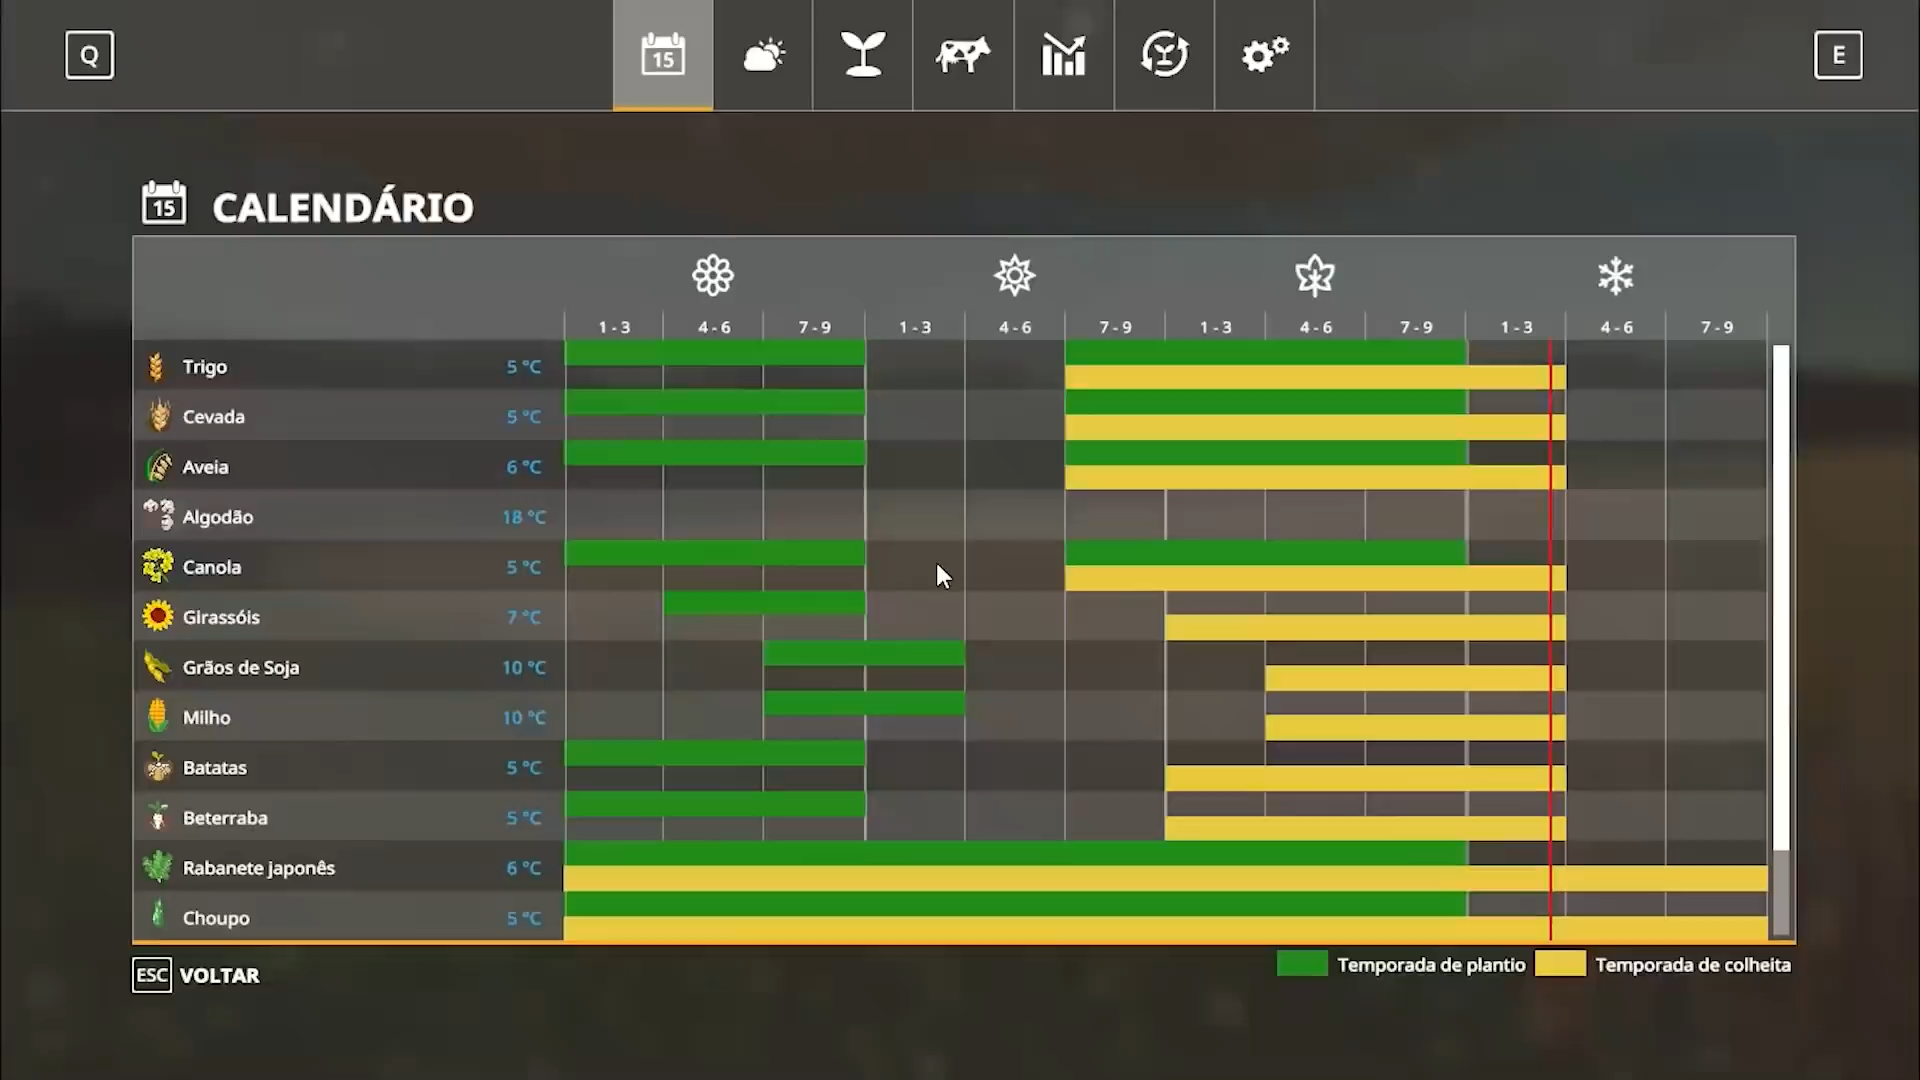 Q
15
E
15 CALENDÁRIO
1 - 3 4 - 6 7 - 9 1 - 3 4 - 6 7 - 9 1 - 3 4 - 6 7 - 9 1 - 3 4 - 6 7 - 9
Trigo 5 °C
Cevada 5 °C
Aveia 6 °C
Algodão 18 °C
Canola 5 °C
Girassóis 7 °C
Grãos de Soja 10 °C
Milho 10 °C
Batatas 5 °C
Beterraba 5 °C
Rabanete japonês 6 °C
Choupo 5 °C
Temporada de plantio Temporada de colheita
ESC VOLTAR